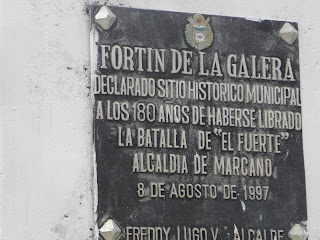 FORTIN DE LA GALERA
DECLARADO SITIO HISTORICO MUNICIPAL
A LOS 180 AÑOS DE HABERSE LIBRADO
LA BATALLA DE "EL FUERTE"
ALCALDIA DE MARCANO
8 DE AGOSTO DE 1997
FREDDY LUGO V. ALCALDE